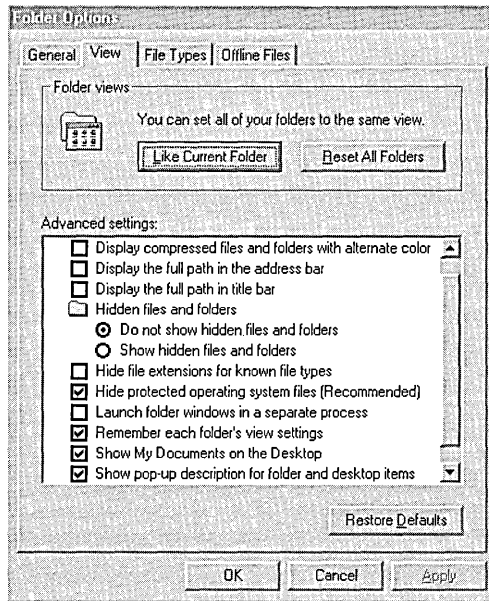 Folder Options
General View File Types Offline Files
Folder views
You can set all of your folders to the same view.
Like Current Folder Reset All Folders
Advanced settings:
Display compressed files and folders with alternate color
Display the full path in the address bar
Display the full path in title bar
Hidden files and folders
Do not show hidden files and folders
Show hidden files and folders
Hide file extensions for known file types
Hide protected operating system files (Recommended)
Launch folder windows in a separate process
Remember each folder's view settings
Show My Documents on the Desktop
Show pop-up description for folder and desktop items
Restore Defaults
OK Cancel Apply